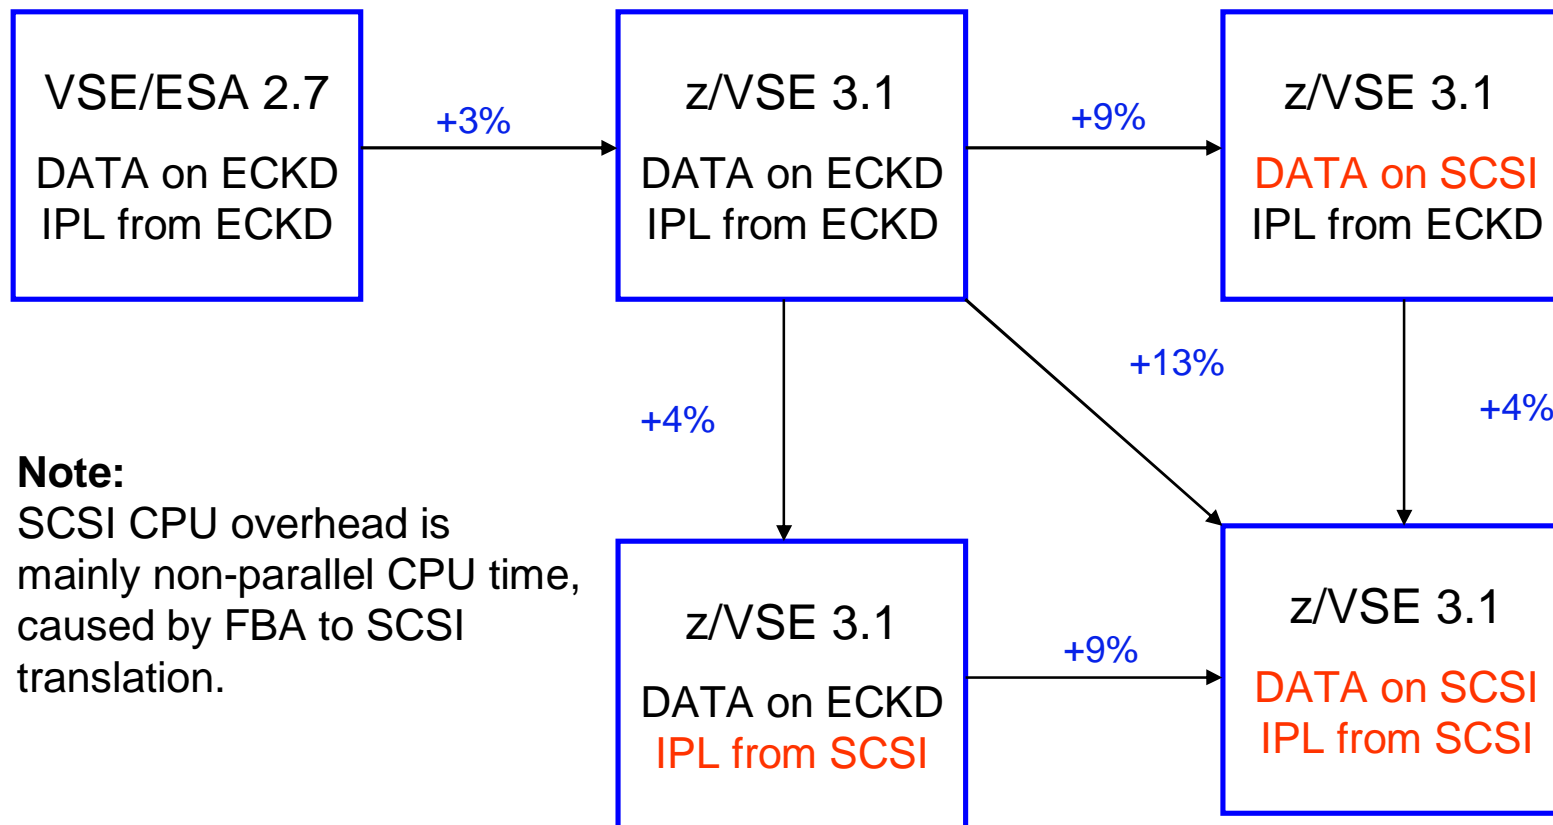 VSE/ESA 2.7
DATA on ECKD
IPL from ECKD
+3%
z/VSE 3.1
DATA on ECKD
IPL from ECKD
+9%
z/VSE 3.1
DATA on SCSI
IPL from ECKD
+4%
+13%
+4%
Note:
SCSI CPU overhead is
mainly non-parallel CPU time,
caused by FBA to SCSI
translation.
z/VSE 3.1
DATA on ECKD
IPL from SCSI
+9%
z/VSE 3.1
DATA on SCSI
IPL from SCSI